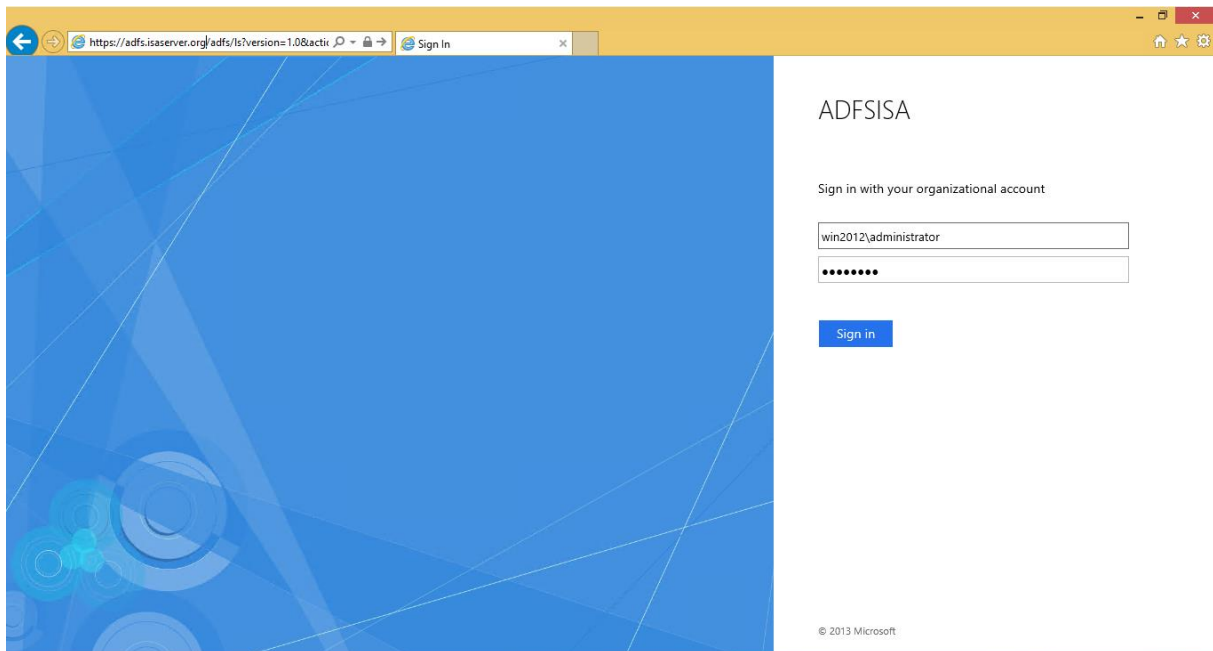 https://adfs.isaserver.org/adfs/ls?version=1.0&actic
Sign In
ADFSISA
Sign in with your organizational account
win2012\administrator
••••••••
Sign in
© 2013 Microsoft